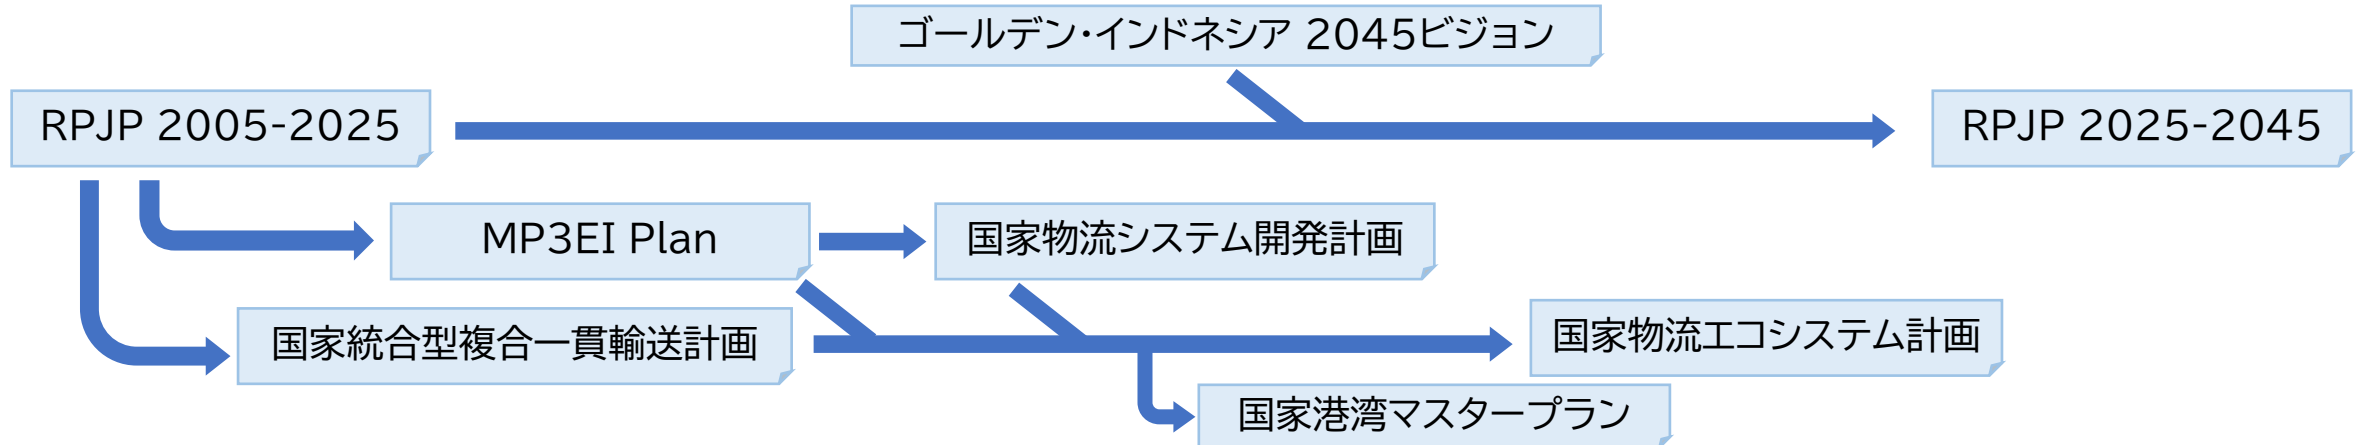 ゴールデン・インドネシア 2045ビジョン
RPJP 2005-2025
RPJP 2025-2045
MP3EI Plan
国家物流システム開発計画
国家統合型複合一貫輸送計画
国家物流エコシステム計画
国家港湾マスタープラン